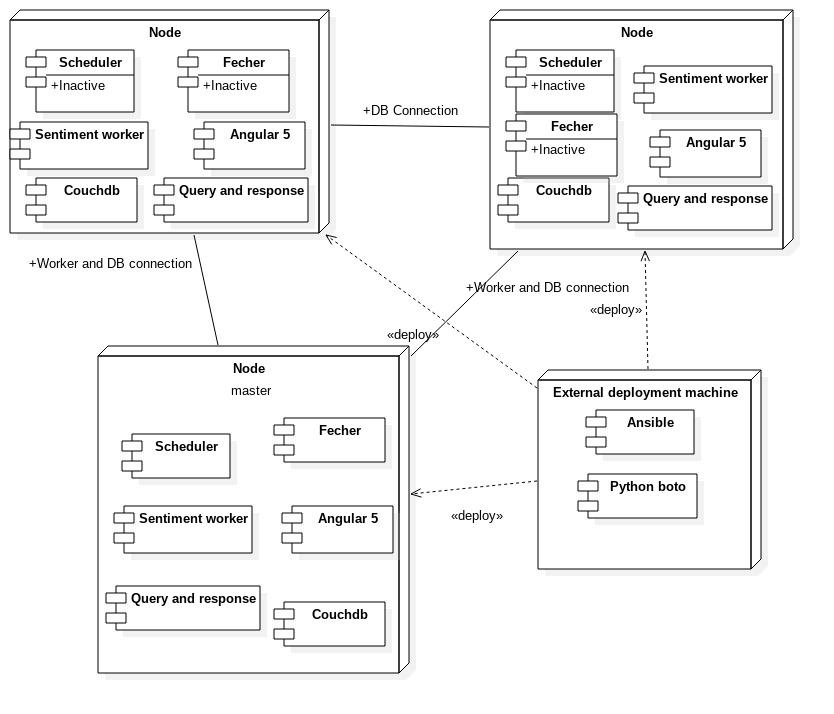 Node
Scheduler
+Inactive
Fecher
+Inactive
Sentiment worker
Angular 5
Couchdb
Query and response
+DB Connection
Node
Scheduler
+Inactive
Sentiment worker
Fecher
+Inactive
Angular 5
Couchdb
Query and response
+Worker and DB connection
+Worker and DB connection
«deploy»
«deploy»
Node
master
Scheduler
Fecher
Sentiment worker
Angular 5
Query and response
Couchdb
External deployment machine
Ansible
Python boto
«deploy»